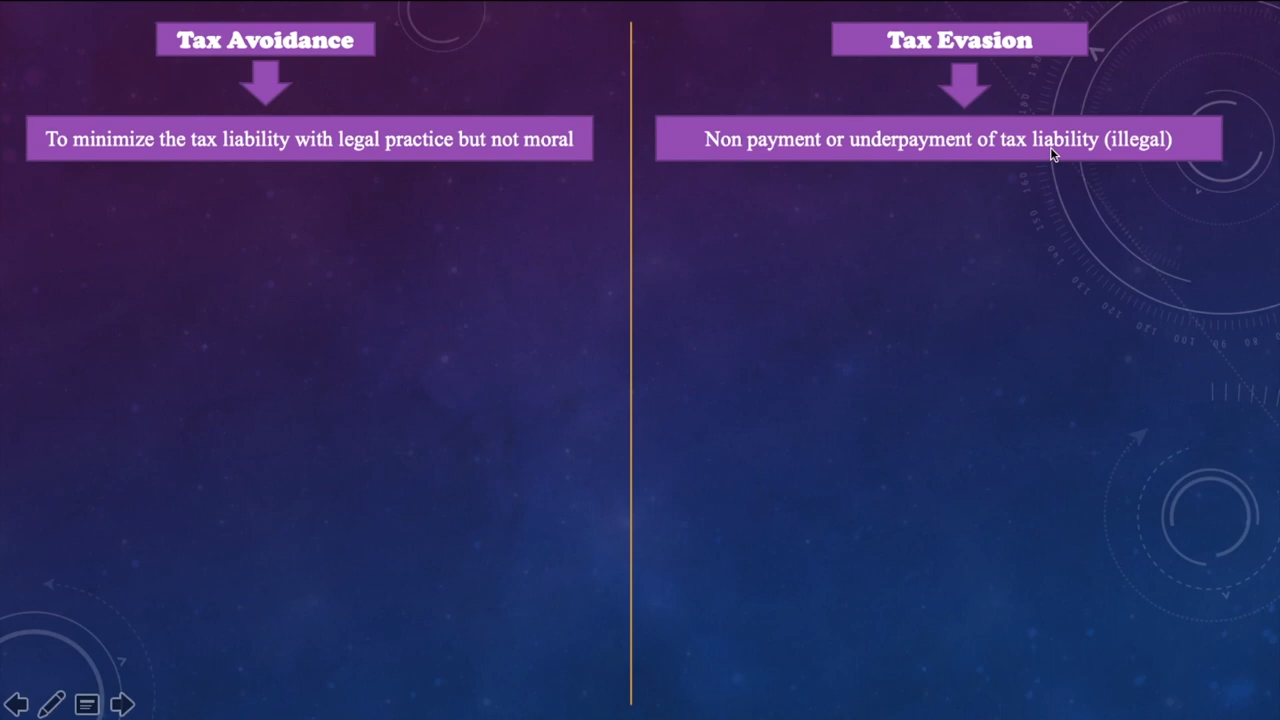 Tax Avoidance
To minimize the tax liability with legal practice but not moral
Tax Evasion
Non payment or underpayment of tax liability (illegal)